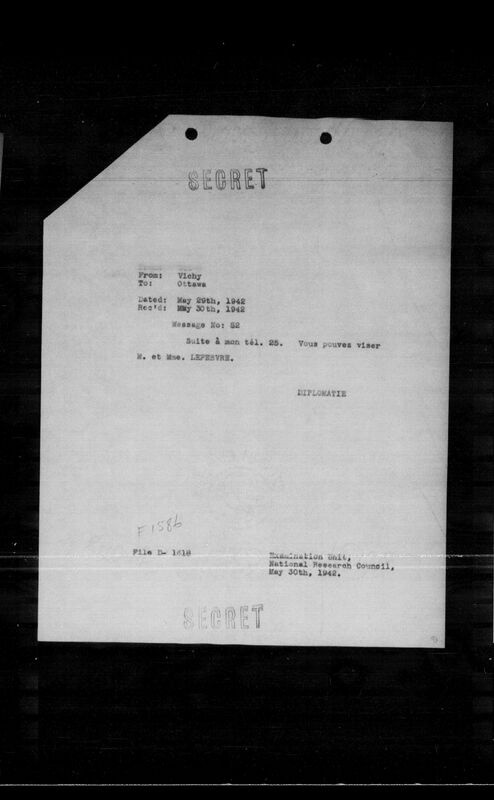 SECRET
From: Vichy
To: Ottawa
Dated: May 29th, 1942
Rec'd: May 30th, 1942
Message No: 52
Suite à mon tél. 25. Vous pouvez viser
M. et Mme. LEFEBVRE.
DIPLOMATIE
F1586
File D- 1618
Examination Unit,
National Research Council,
May 30th, 1942.
SECRET